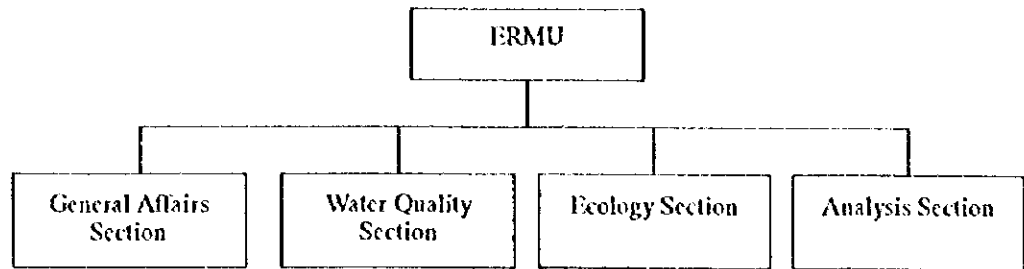 ERMU
General Affairs
Section
Water Quality
Section
Ecology Section
Analysis Section